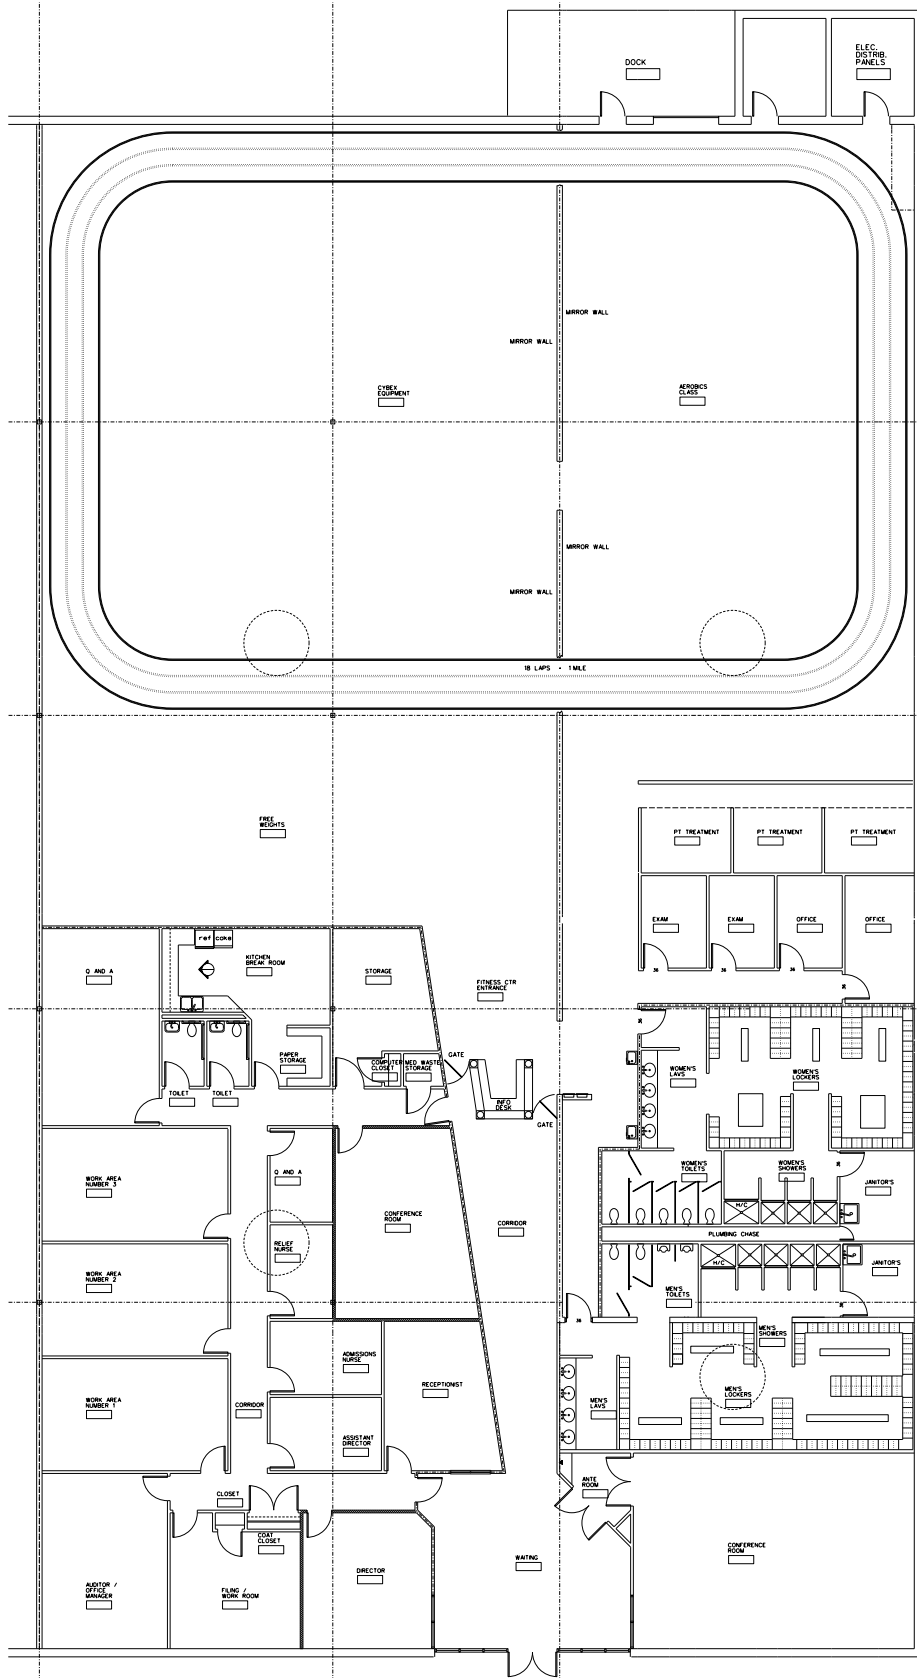 DOCK
ELEC.
DISTRIB.
PANELS
MIRROR WALL
MIRROR WALL
CYBEX
EQUIPMENT
AEROBICS
CLASS
MIRROR WALL
MIRROR WALL
18 LAPS - 1 MILE
FREE
WEIGHTS
PT TREATMENT
PT TREATMENT
PT TREATMENT
EXAM
EXAM
OFFICE
OFFICE
36
36
36
ref
coke
KITCHEN
BREAK ROOM
Q AND A
STORAGE
FITNESS CTR
ENTRANCE
PAPER
STORAGE
COMPUTER
CLOSET
MED WASTE
STORAGE
GATE
TOILET
TOILET
INFO
DESK
GATE
WOMEN'S
LAVS
WOMEN'S
LOCKERS
WORK AREA
NUMBER 3
Q AND A
WOMEN'S
TOILETS
WOMEN'S
SHOWERS
JANITOR'S
H/C
CONFERENCE
ROOM
CORRIDOR
PLUMBING CHASE
RELIEF
NURSE
WORK AREA
NUMBER 2
H/C
JANITOR'S
MEN'S
TOILETS
36
MEN'S
SHOWERS
ADMISSIONS
NURSE
RECEPTIONIST
WORK AREA
NUMBER 1
CORRIDOR
MEN'S
LAVS
MEN'S
LOCKERS
ASSISTANT
DIRECTOR
CLOSET
ANTE
ROOM
COAT
CLOSET
WAITING
CONFERENCE
ROOM
DIRECTOR
AUDITOR /
OFFICE
MANAGER
FILING /
WORK ROOM